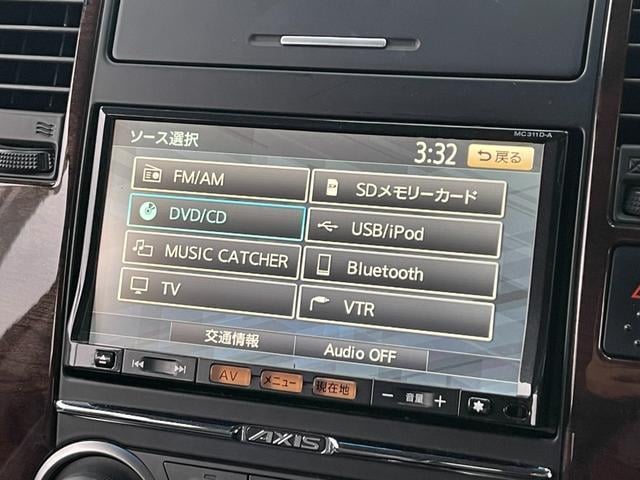 MC311D-A
ソース選択
3:32
戻る
FM/AM
SDメモリーカード
DVD/CD
USB/iPod
MUSIC CATCHER
Bluetooth
TV
VTR
交通情報
Audio OFF
AV
メニュー
現在地
− 音量 +
AXIS